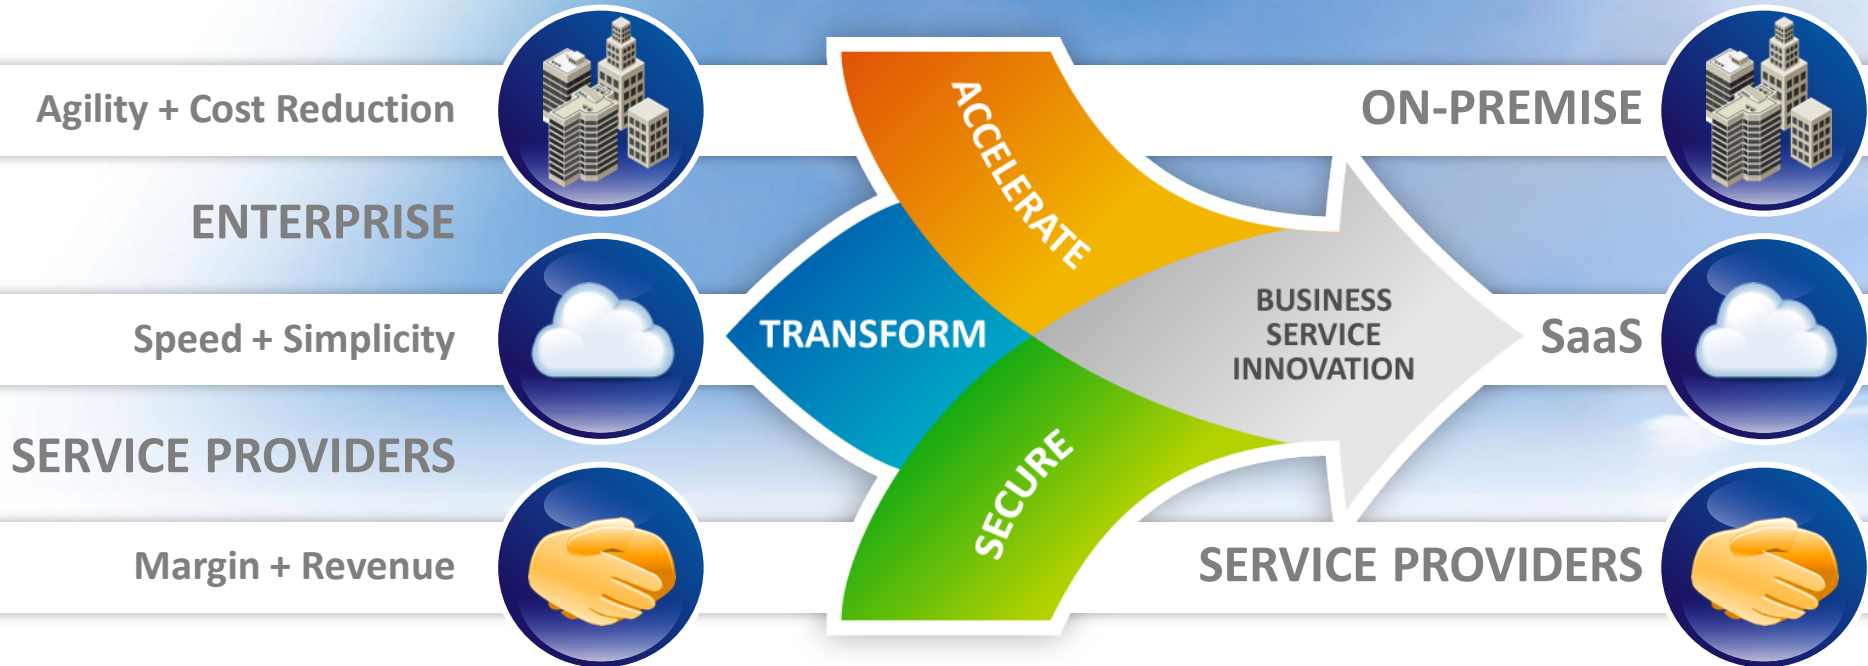 Agility + Cost Reduction
ENTERPRISE
Speed + Simplicity
SERVICE PROVIDERS
Margin + Revenue
ACCELERATE
TRANSFORM
SECURE
BUSINESS
SERVICE
INNOVATION
ON-PREMISE
SaaS
SERVICE PROVIDERS